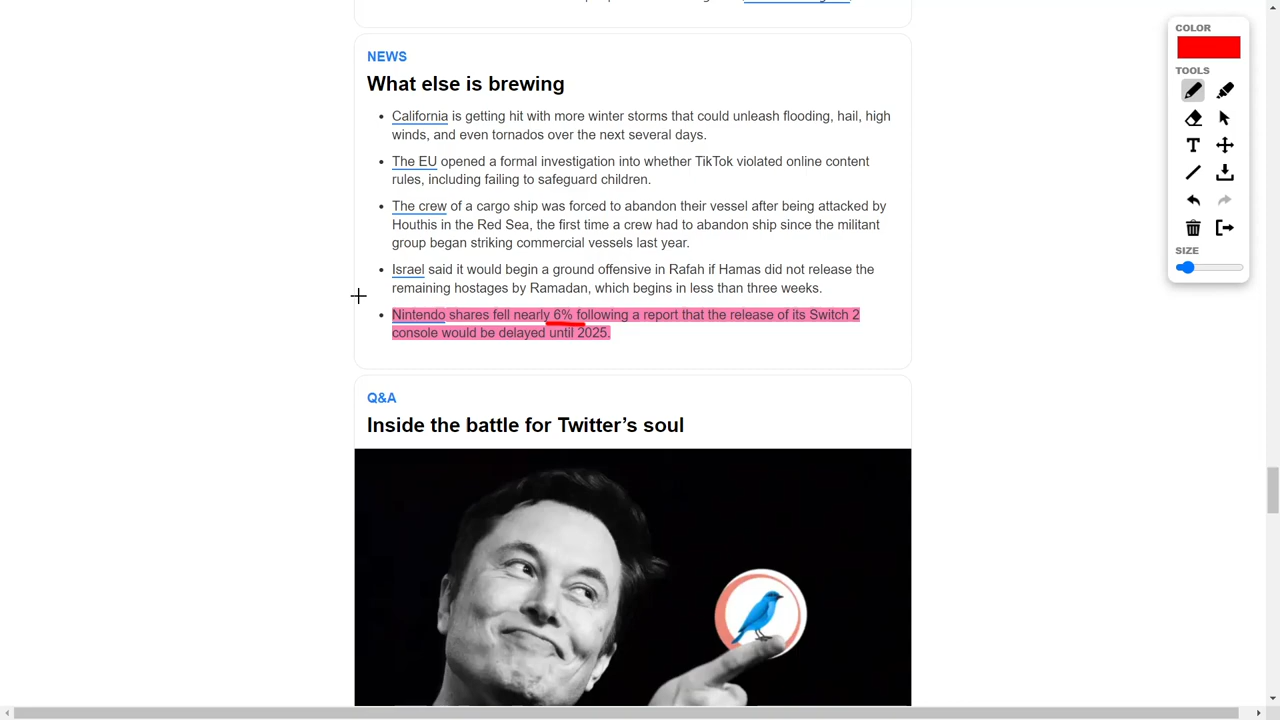 NEWS
What else is brewing
• California is getting hit with more winter storms that could unleash flooding, hail, high
winds, and even tornados over the next several days.
• The EU opened a formal investigation into whether TikTok violated online content
rules, including failing to safeguard children.
• The crew of a cargo ship was forced to abandon their vessel after being attacked by
Houthis in the Red Sea, the first time a crew had to abandon ship since the militant
group began striking commercial vessels last year.
• Israel said it would begin a ground offensive in Rafah if Hamas did not release the
remaining hostages by Ramadan, which begins in less than three weeks.
• Nintendo shares fell nearly 6% following a report that the release of its Switch 2
console would be delayed until 2025.
Q&A
Inside the battle for Twitter’s soul
COLOR
TOOLS
T
SIZE